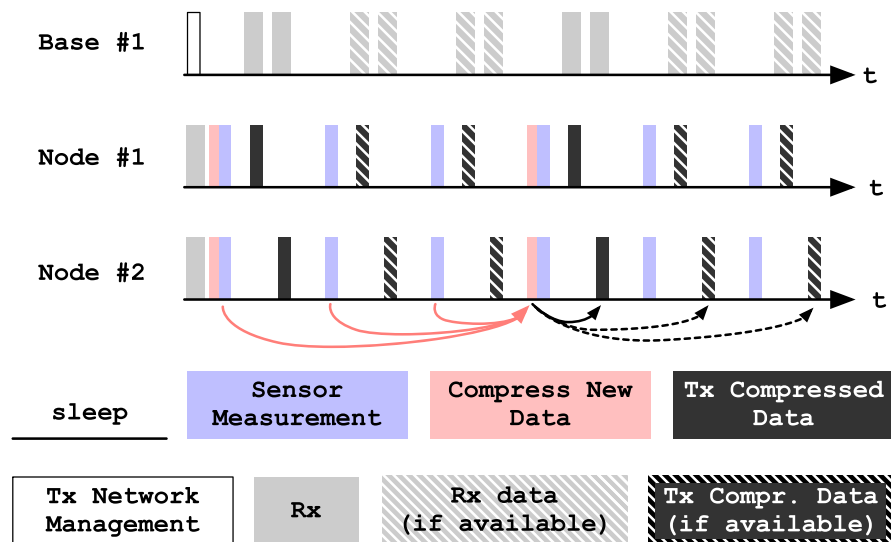 Base #1
t
Node #1
t
Node #2
t
sleep
Sensor
Measurement
Compress New
Data
Tx Compressed
Data
Tx Network
Management
Rx
Rx data
(if available)
Tx Compr. Data
(if available)